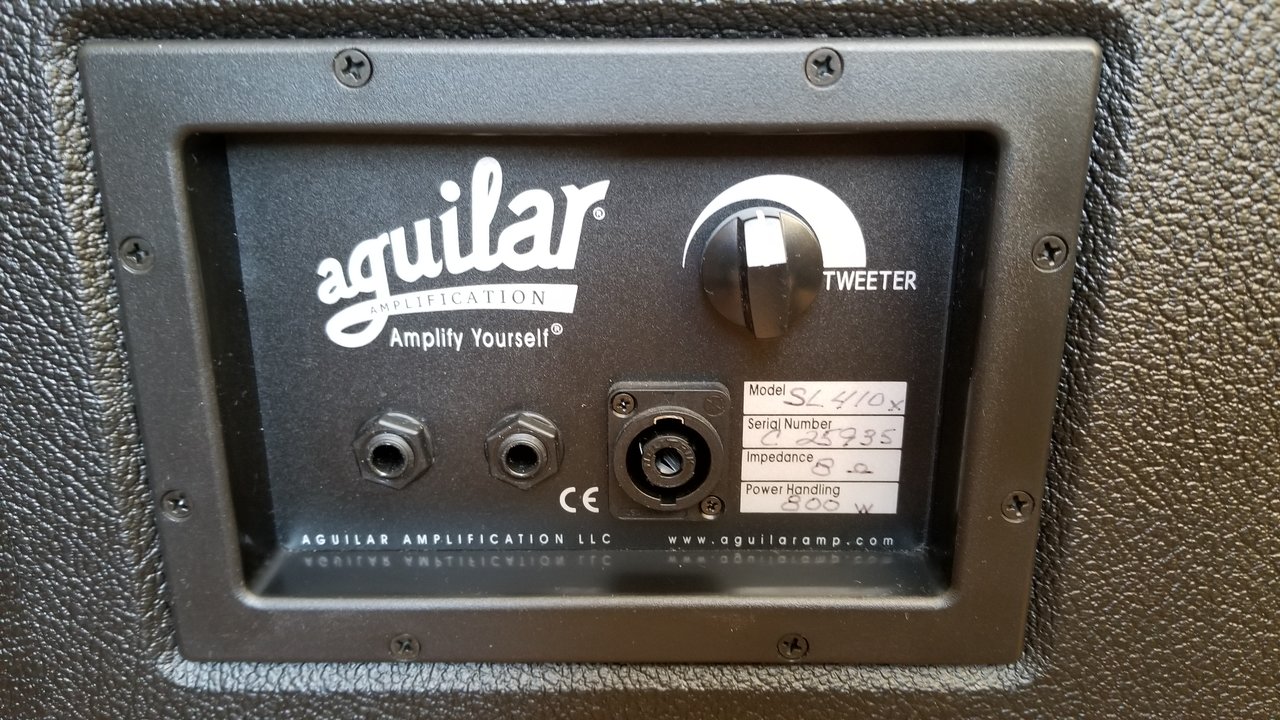 aguilar®
AMPLIFICATION
Amplify Yourself®
TWEETER
Model SL 410x
Serial Number C 25935
Impedance 8 Ω
Power Handling 800 W
CE
AGUILAR AMPLIFICATION LLC
www.aguilaramp.com